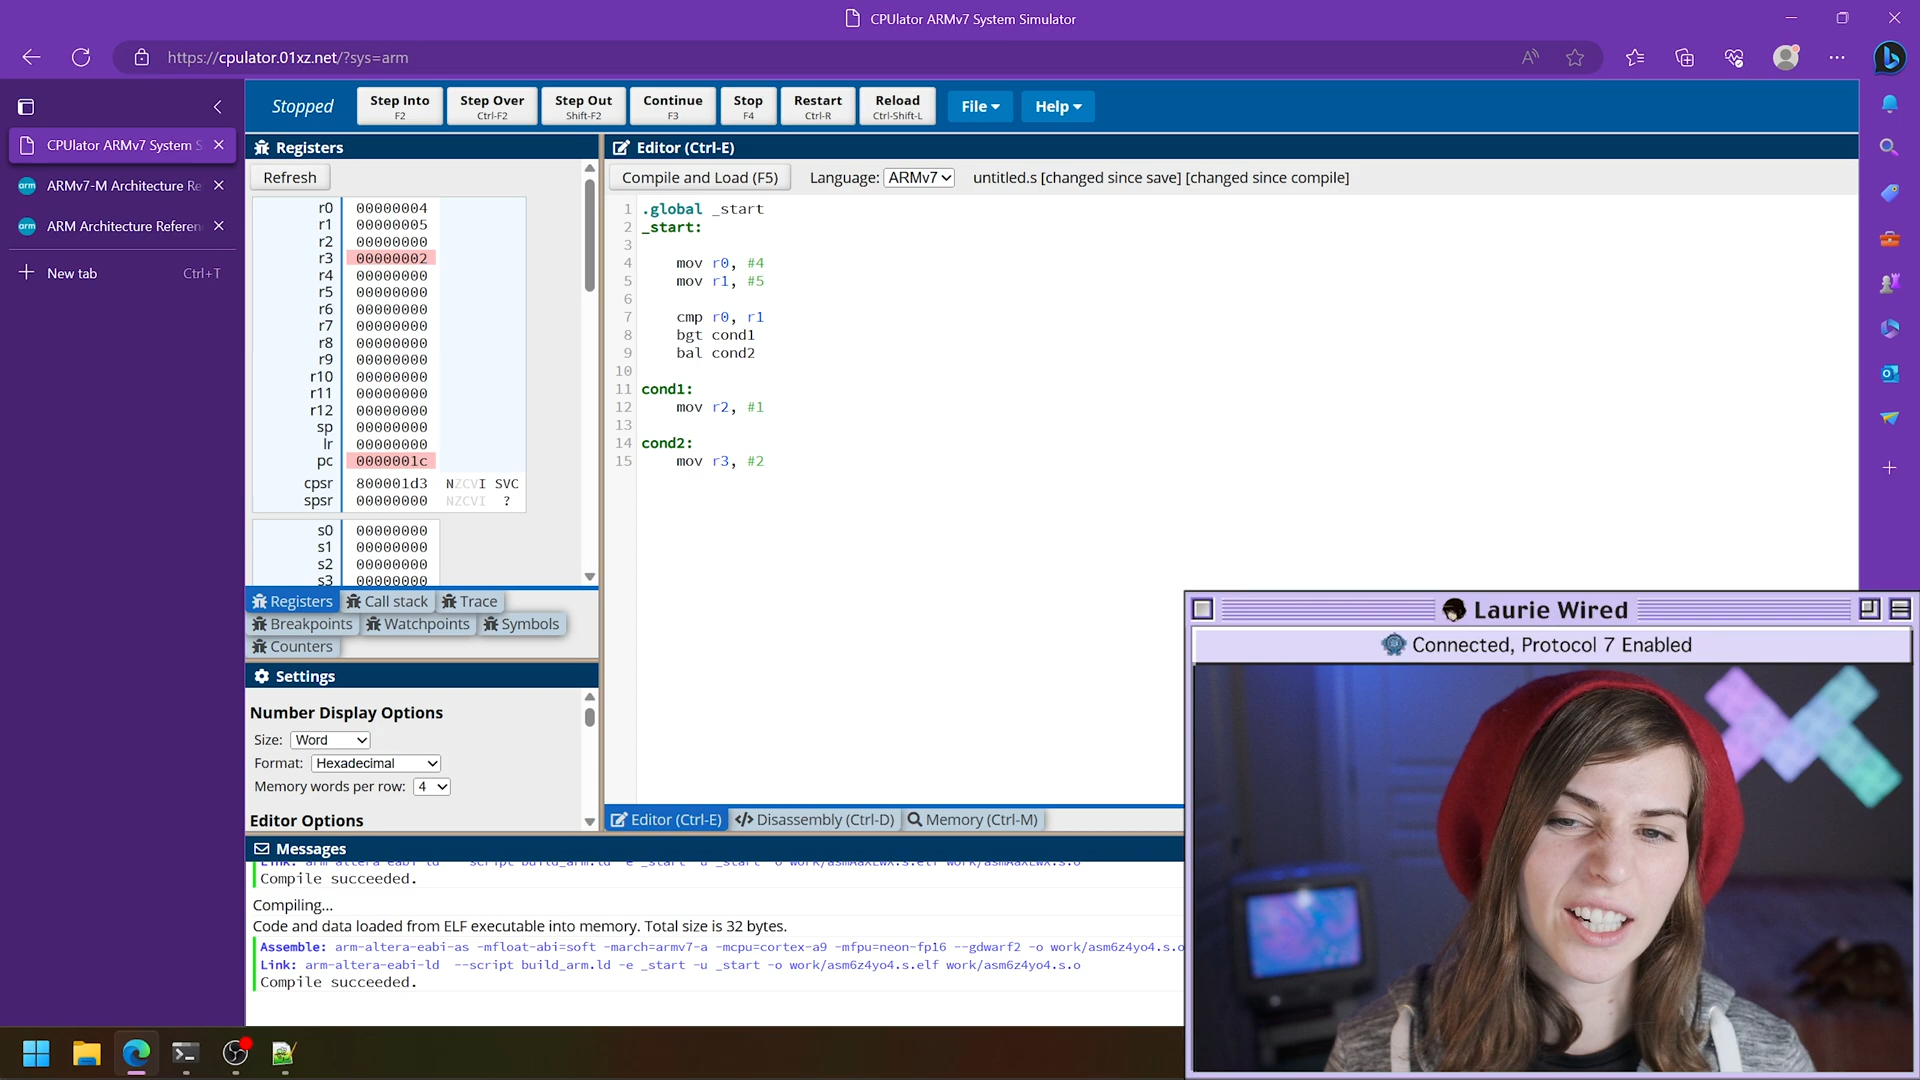 CPUlator ARMv7 System Simulator
https://cpulator.01xz.net/?sys=arm
CPUlator ARMv7 System S
ARMv7-M Architecture Re
ARM Architecture Referen
New tab Ctrl+T
Stopped
Step Into F2
Step Over Ctrl-F2
Step Out Shift-F2
Continue F3
Stop F4
Restart Ctrl-R
Reload Ctrl-Shift-L
File
Help
Registers
Refresh
r0 00000004
r1 00000005
r2 00000000
r3 00000002
r4 00000000
r5 00000000
r6 00000000
r7 00000000
r8 00000000
r9 00000000
r10 00000000
r11 00000000
r12 00000000
sp 00000000
lr 00000000
pc 0000001c
cpsr 800001d3 NZCVI SVC
spsr 00000000 NZCVI ?
s0 00000000
s1 00000000
s2 00000000
s3 00000000
Registers Call stack Trace
Breakpoints Watchpoints Symbols
Counters
Settings
Number Display Options
Size: Word
Format: Hexadecimal
Memory words per row: 4
Editor Options
Editor (Ctrl-E)
Compile and Load (F5) Language: ARMv7 untitled.s [changed since save] [changed since compile]
1 .global _start
2 _start:
3
4 mov r0, #4
5 mov r1, #5
6
7 cmp r0, r1
8 bgt cond1
9 bal cond2
10
11 cond1:
12 mov r2, #1
13
14 cond2:
15 mov r3, #2
Editor (Ctrl-E) Disassembly (Ctrl-D) Memory (Ctrl-M)
Messages
Compile succeeded.
Compiling...
Code and data loaded from ELF executable into memory. Total size is 32 bytes.
Assemble: arm-altera-eabi-as -mfloat-abi=soft -march=armv7-a -mcpu=cortex-a9 -mfpu=neon-fp16 --gdwarf2 -o work/asm6z4yo4.s.o
Link: arm-altera-eabi-ld --script build_arm.ld -e _start -u _start -o work/asm6z4yo4.s.elf work/asm6z4yo4.s.o
Compile succeeded.
Laurie Wired
Connected, Protocol 7 Enabled